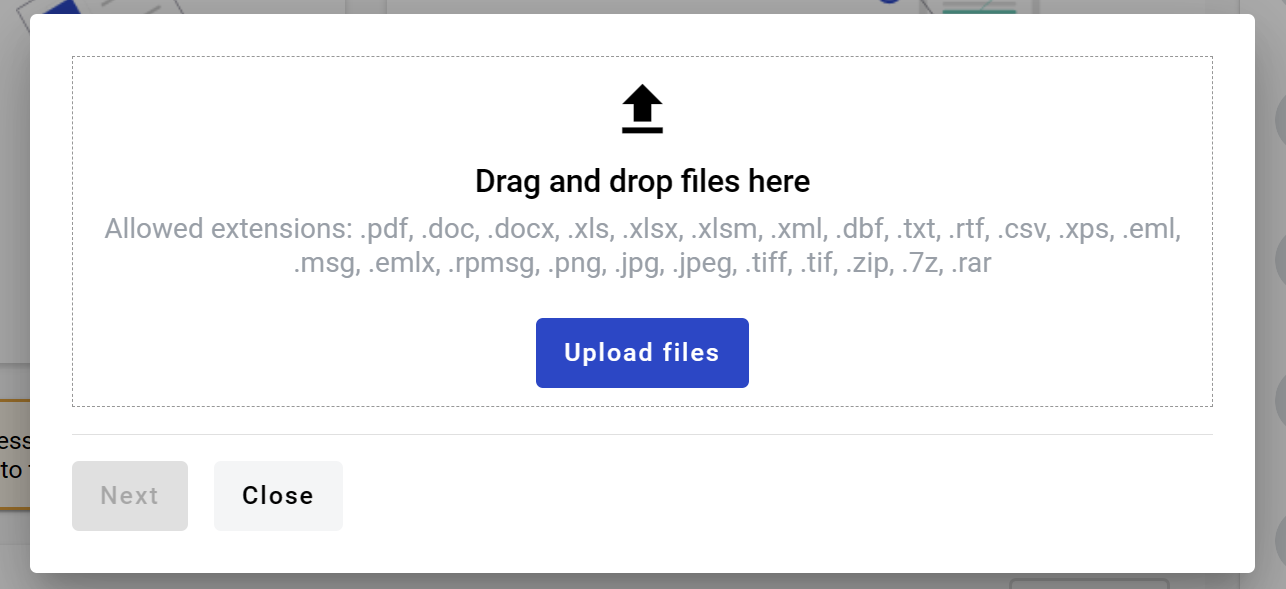 Drag and drop files here
Allowed extensions: .pdf, .doc, .docx, .xls, .xlsx, .xlsm, .xml, .dbf, .txt, .rtf, .csv, .xps, .eml,
.msg, .emlx, .rpmsg, .png, .jpg, .jpeg, .tiff, .tif, .zip, .7z, .rar
Upload files
ess
to
Next
Close